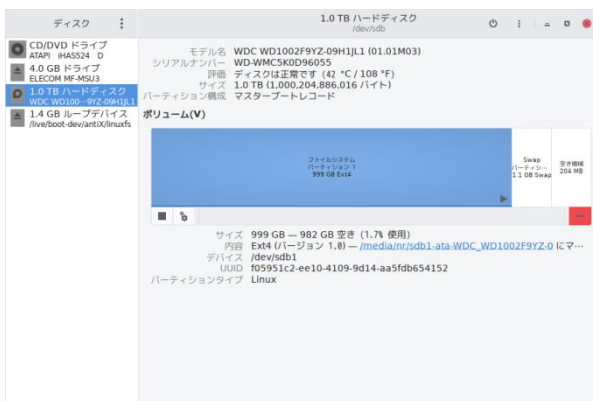 ディスク
1.0 TB ハードディスク
/dev/sdb
CD/DVD ドライブ
ATAPI iHAS524 D
4.0 GB ドライブ
ELECOM MF-MSU3
1.0 TB ハードディスク
WDC WD100…9YZ-09H1JL1
1.4 GB ループデバイス
/live/boot-dev/antiX/linuxfs
モデル名 WDC WD1002F9YZ-09H1JL1 (01.01M03)
シリアルナンバー WD-WMC5K0D96055
評価 ディスクは正常です (42 °C / 108 °F)
サイズ 1.0 TB (1,000,204,886,016 バイト)
パーティション構成 マスターブートレコード
ボリューム(V)
ファイルシステム
パーティション 1
999 GB Ext4
Swap
パーティシ…
1.1 GB Swap
空き領域
204 MB
サイズ 999 GB — 982 GB 空き (1.7% 使用)
内容 Ext4 (バージョン 1.0) — /media/nr/sdb1-ata-WDC_WD1002F9YZ-0 にマ…
デバイス /dev/sdb1
UUID f05951c2-ee10-4109-9d14-aa5fdb654152
パーティションタイプ Linux